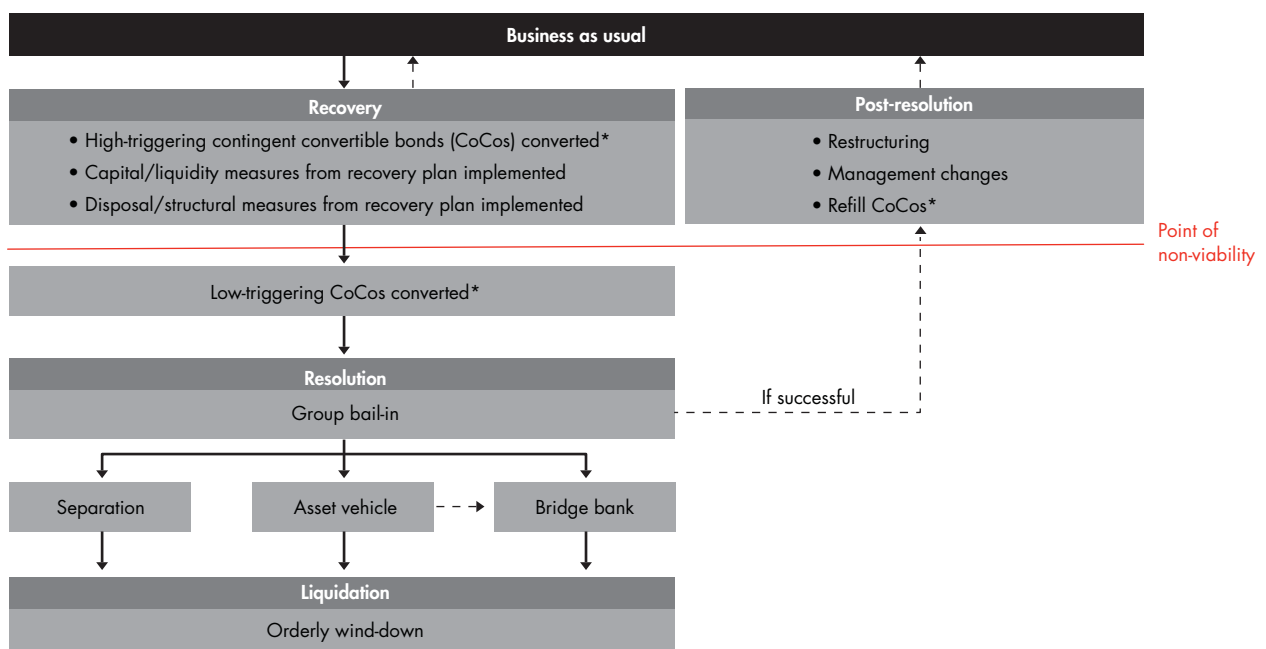 Business as usual
Recovery
• High-triggering contingent convertible bonds (CoCos) converted*
• Capital/liquidity measures from recovery plan implemented
• Disposal/structural measures from recovery plan implemented
Post-resolution
• Restructuring
• Management changes
• Refill CoCos*
Point of
non-viability
Low-triggering CoCos converted*
Resolution
Group bail-in
If successful
Separation
Asset vehicle
Bridge bank
Liquidation
Orderly wind-down